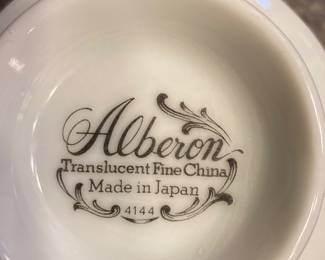 Alberon
Translucent Fine China
Made in Japan
4144